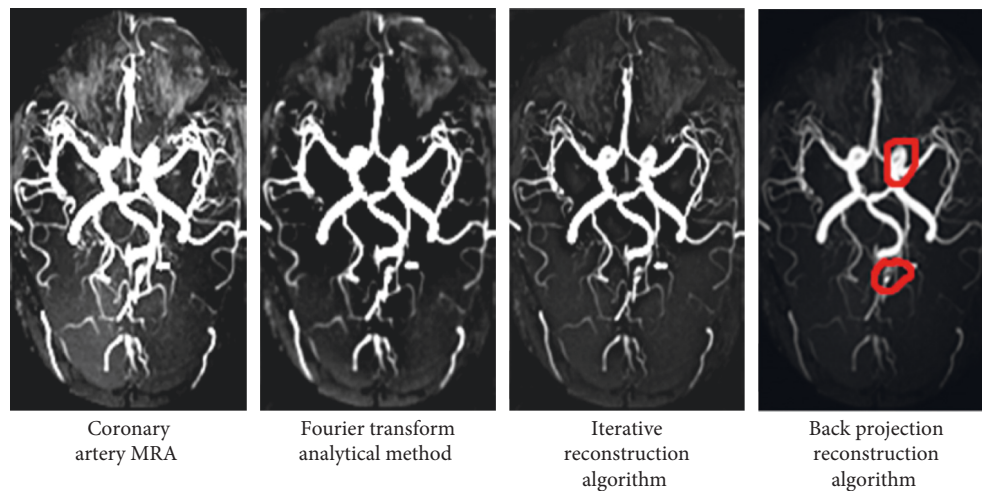 Coronary
artery MRA
Fourier transform
analytical method
Iterative
reconstruction
algorithm
Back projection
reconstruction
algorithm